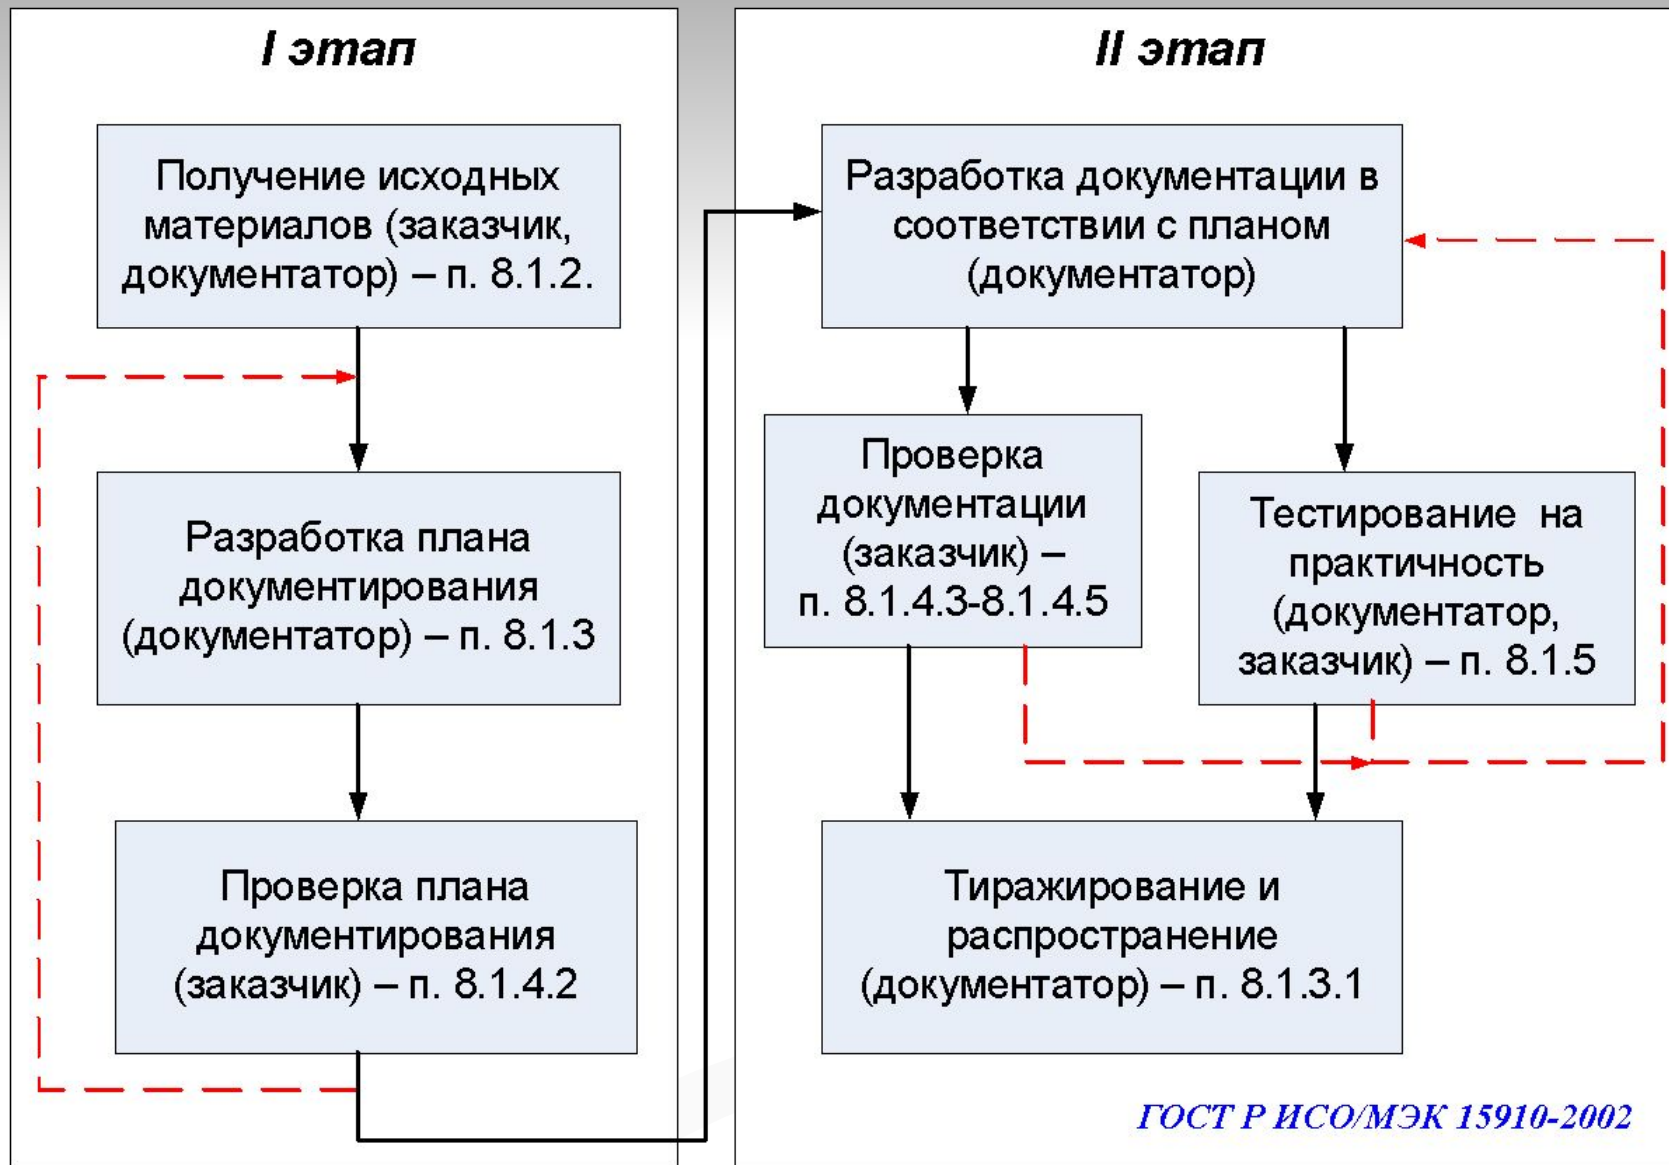 I этап
Получение исходных
материалов (заказчик,
документатор) – п. 8.1.2.
Разработка плана
документирования
(документатор) – п. 8.1.3
Проверка плана
документирования
(заказчик) – п. 8.1.4.2
II этап
Разработка документации в
соответствии с планом
(документатор)
Проверка
документации
(заказчик) –
п. 8.1.4.3-8.1.4.5
Тестирование на
практичность
(документатор,
заказчик) – п. 8.1.5
Тиражирование и
распространение
(документатор) – п. 8.1.3.1
ГОСТ Р ИСО/МЭК 15910-2002